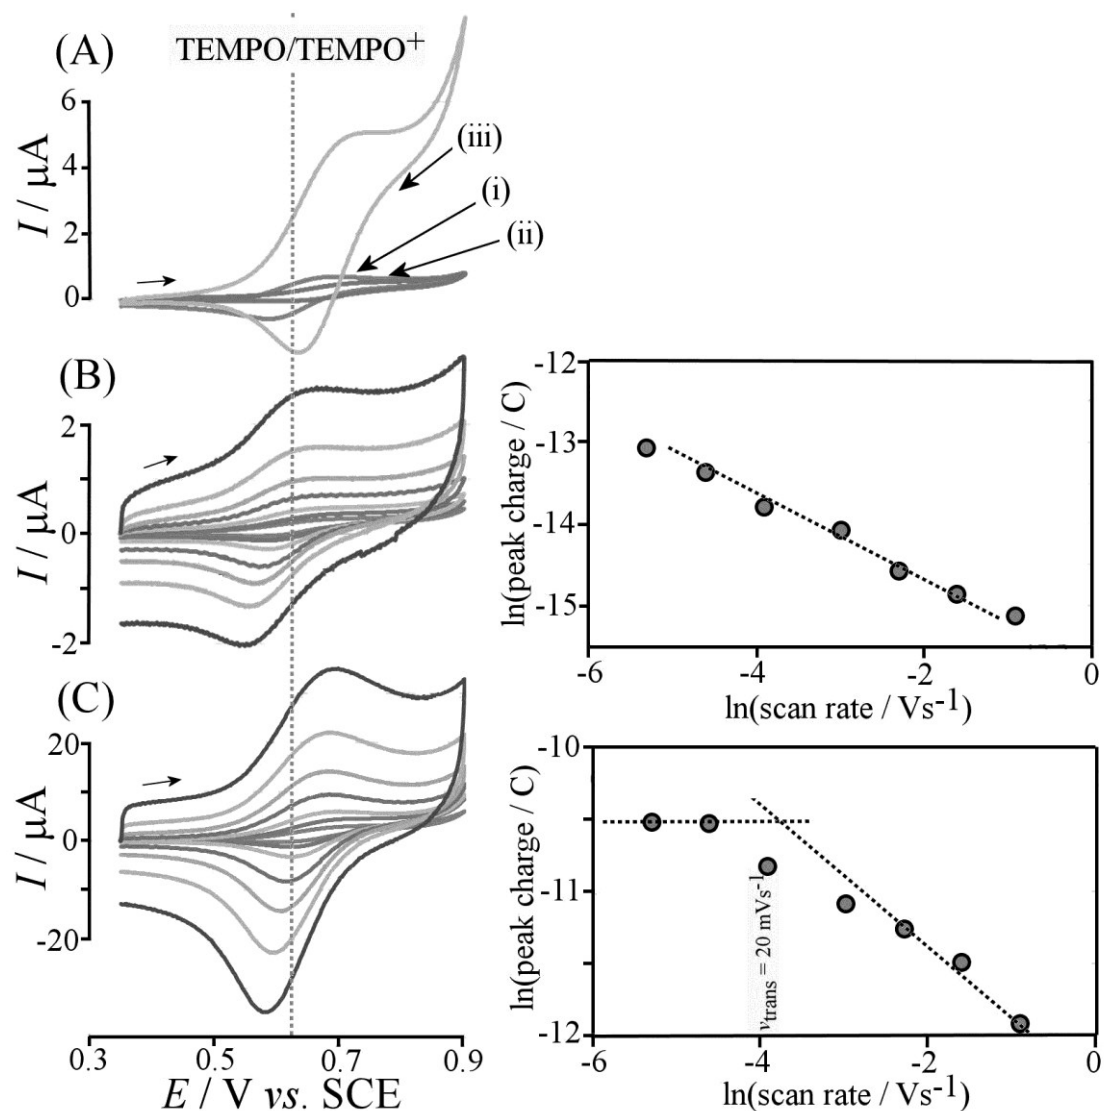 (A)
TEMPO/TEMPO+
6
4
2
0
I / μA
(iii)
(i)
(ii)
(B)
2
0
-2
I / μA
-12
-13
-14
-15
ln(peak charge / C)
-6
-4
-2
0
ln(scan rate / Vs-1)
(C)
20
0
-20
I / μA
0.3
0.5
0.7
0.9
E / V vs. SCE
-10
-11
-12
ln(peak charge / C)
vtrans = 20 mVs-1
-6
-4
-2
0
ln(scan rate / Vs-1)